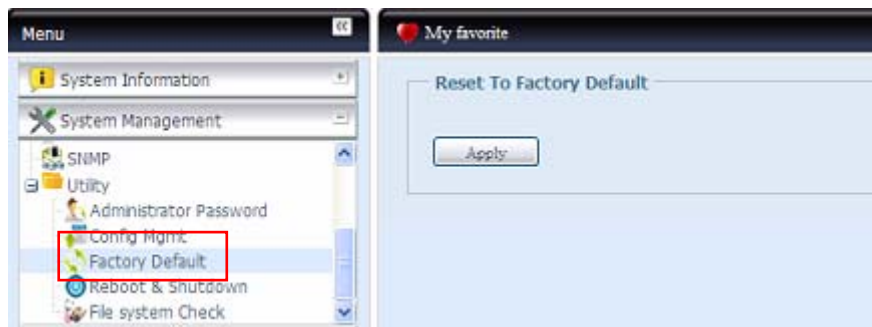 Menu
My favorite
System Information
System Management
SNMP
Utility
Administrator Password
Config Mgmt
Factory Default
Reboot & Shutdown
File system Check
Reset To Factory Default
Apply